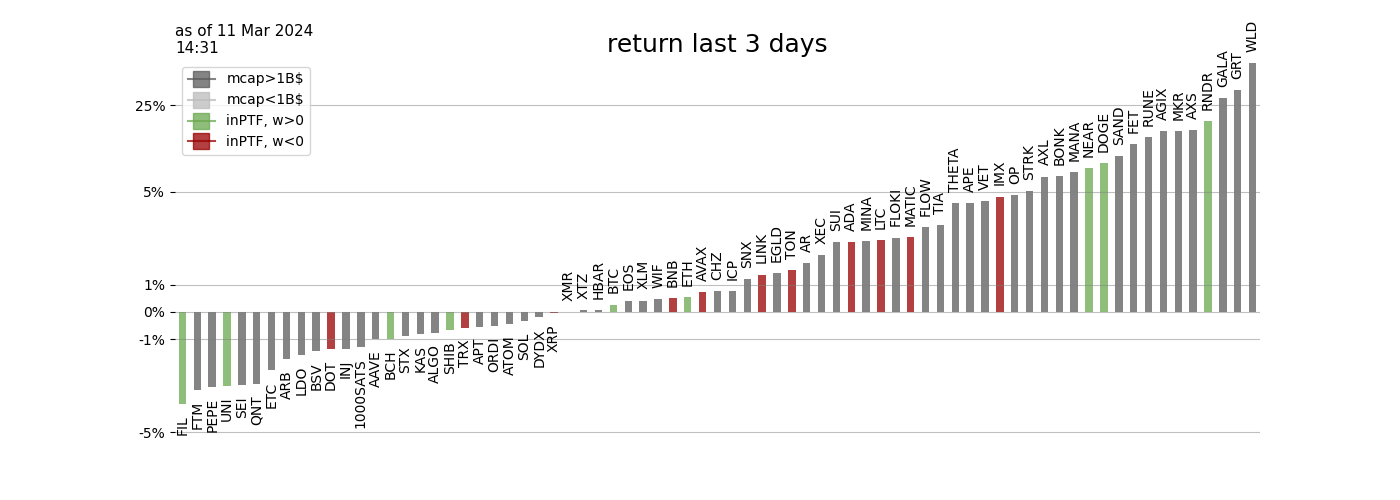 as of 11 Mar 2024
14:31
return last 3 days
mcap>1B$
mcap<1B$
inPTF, w>0
inPTF, w<0
25%
5%
1%
0%
-1%
-5%
FIL
FTM
PEPE
UNI
SEI
QNT
ETC
ARB
LDO
BSV
DOT
INJ
1000SATS
AAVE
BCH
STX
KAS
ALGO
SHIB
TRX
APT
ORDI
ATOM
SOL
DYDX
XRP
XMR
XTZ
HBAR
BTC
EOS
XLM
WIF
BNB
ETH
AVAX
CHZ
ICP
SNX
LINK
EGLD
TON
AR
XEC
SUI
ADA
MINA
LTC
FLOKI
MATIC
FLOW
TIA
THETA
APE
VET
IMX
OP
STRK
AXL
BONK
MANA
NEAR
DOGE
SAND
FET
RUNE
AGIX
MKR
AXS
RNDR
GALA
GRT
WLD